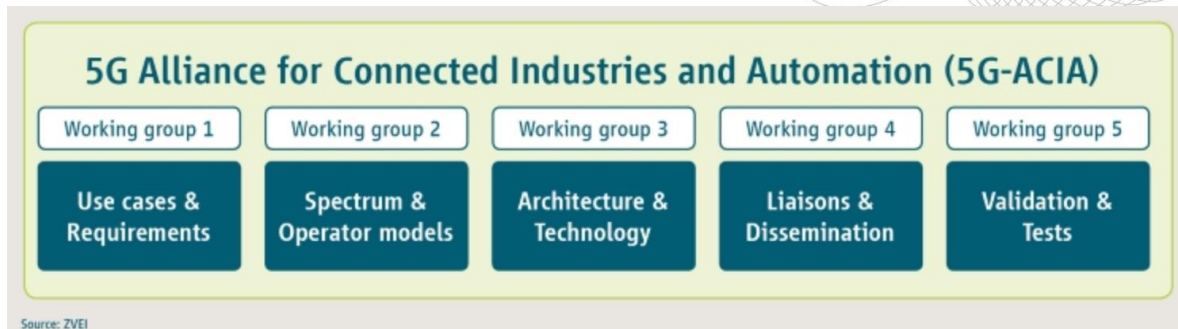 5G Alliance for Connected Industries and Automation (5G-ACIA)
Working group 1
Working group 2
Working group 3
Working group 4
Working group 5
Use cases &
Requirements
Spectrum &
Operator models
Architecture &
Technology
Liaisons &
Dissemination
Validation &
Tests
Source: ZVEI